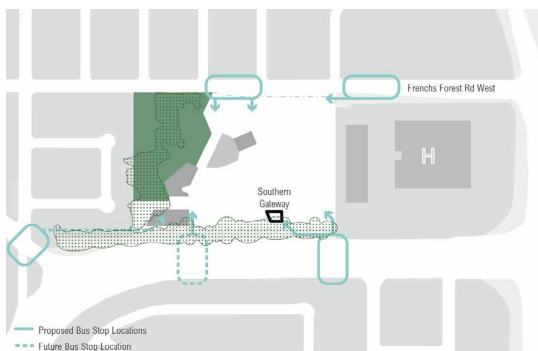 Frenchs Forest Rd West
H
Southern
Gateway
Proposed Bus Stop Locations
Future Bus Stop Location